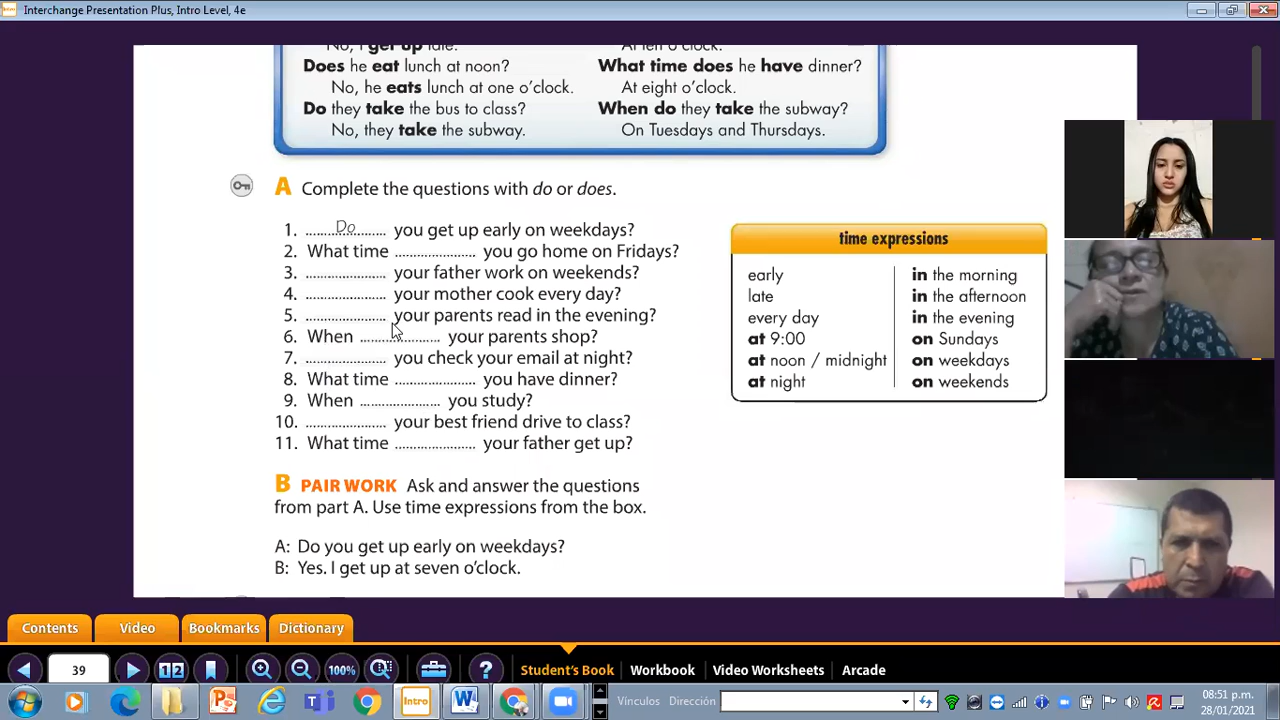 Interchange Presentation Plus, Intro Level, 4e
No, I get up late.
At ten o'clock.
Does he eat lunch at noon?
What time does he have dinner?
No, he eats lunch at one o'clock.
At eight o'clock.
Do they take the bus to class?
When do they take the subway?
No, they take the subway.
On Tuesdays and Thursdays.
A Complete the questions with do or does.
1. ......Do...... you get up early on weekdays?
2. What time ...................... you go home on Fridays?
3. ...................... your father work on weekends?
4. ...................... your mother cook every day?
5. ...................... your parents read in the evening?
6. When ...................... your parents shop?
7. ...................... you check your email at night?
8. What time ...................... you have dinner?
9. When ...................... you study?
10. ...................... your best friend drive to class?
11. What time ...................... your father get up?
time expressions
early
in the morning
late
in the afternoon
every day
in the evening
at 9:00
on Sundays
at noon / midnight
on weekdays
at night
on weekends
B PAIR WORK Ask and answer the questions
from part A. Use time expressions from the box.
A: Do you get up early on weekdays?
B: Yes. I get up at seven o'clock.
Contents
Video
Bookmarks
Dictionary
39
12
100%
?
Student's Book
Workbook
Video Worksheets
Arcade
Intro
Vínculos
Dirección
08:51 p.m.
28/01/2021